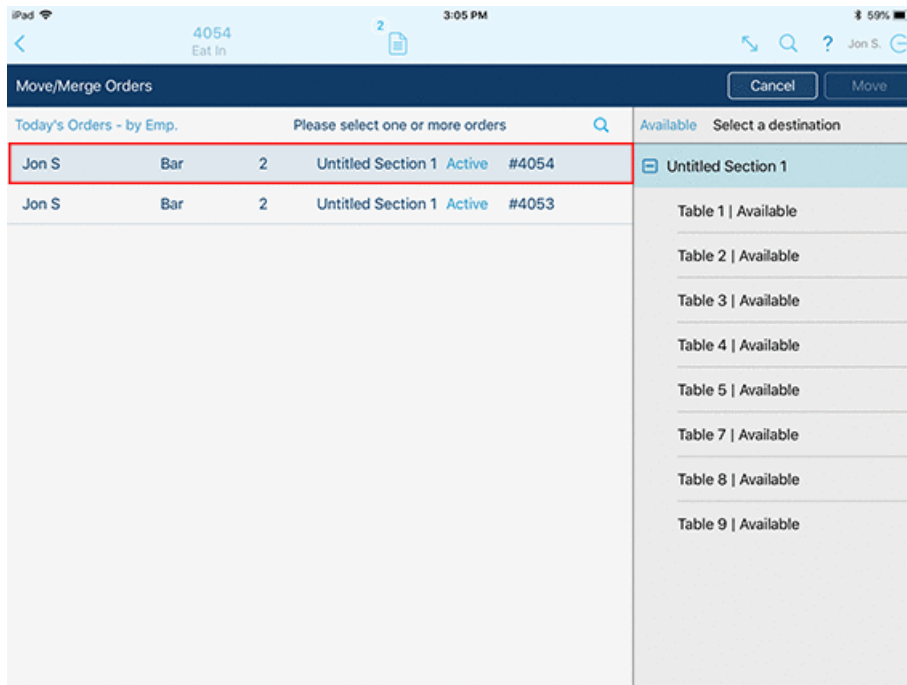 iPad 3:05 PM 59%
4054 2
Eat In ? Jon S.
Move/Merge Orders Cancel Move
Today's Orders - by Emp. Please select one or more orders Available Select a destination
Jon S Bar 2 Untitled Section 1 Active #4054
Untitled Section 1
Jon S Bar 2 Untitled Section 1 Active #4053
Table 1 | Available
Table 2 | Available
Table 3 | Available
Table 4 | Available
Table 5 | Available
Table 7 | Available
Table 8 | Available
Table 9 | Available